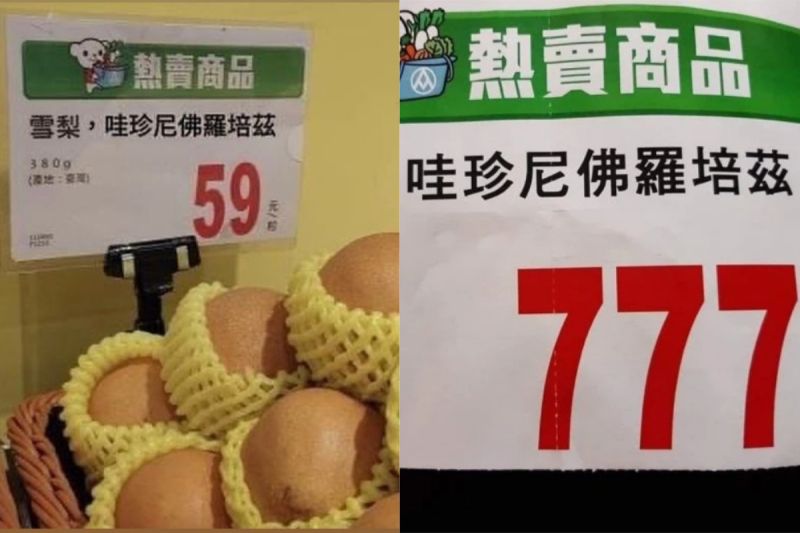 熱賣商品
雪梨，哇珍尼佛羅培茲
380g
(產地：臺灣)
59
元/粒
熱賣商品
哇珍尼佛羅培茲
777